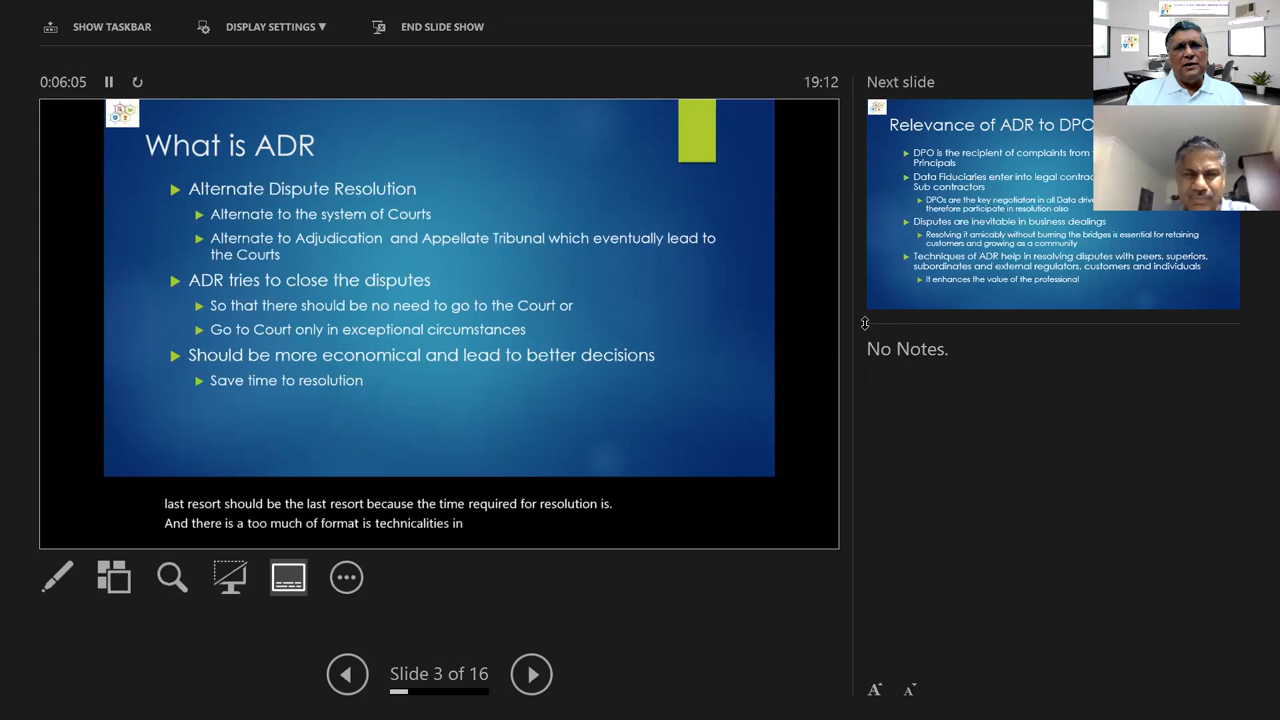 SHOW TASKBAR
DISPLAY SETTINGS ▼
END SLIDE SHOW
0:06:05
19:12
Next slide
What is ADR
Alternate Dispute Resolution
Alternate to the system of Courts
Alternate to Adjudication and Appellate Tribunal which eventually lead to
the Courts
ADR tries to close the disputes
So that there should be no need to go to the Court or
Go to Court only in exceptional circumstances
Should be more economical and lead to better decisions
Save time to resolution
last resort should be the last resort because the time required for resolution is.
And there is a too much of format is technicalities in
Relevance of ADR to DPO
DPO is the recipient of complaints from
Principals
Data Fiduciaries enter into legal
Sub contractors
DPOs are the key negotiators in all Data
therefore participate in resolution also
Disputes are inevitable in business dealings
Resolving it amicably without burning the bridges is essential for retaining
customers and growing as a community
Techniques of ADR help in resolving disputes with peers, superiors,
subordinates and external regulators, customers and individuals
It enhances the value of the professional
No Notes.
Slide 3 of 16
A A